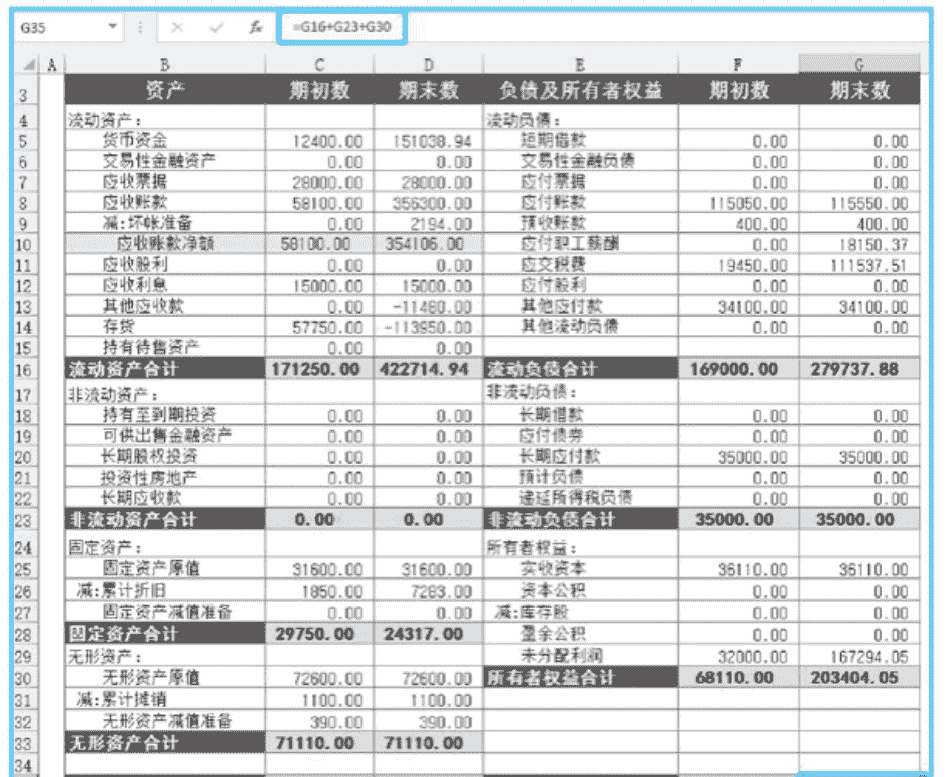 G35 fx =G16+G23+G30
A B C D E F G
3 资产 期初数 期末数 负债及所有者权益 期初数 期末数
4 流动资产: 流动负债:
5 货币资金 12400.00 151038.94 短期借款 0.00 0.00
6 交易性金融资产 0.00 0.00 交易性金融负债 0.00 0.00
7 应收票据 28000.00 28000.00 应付票据 0.00 0.00
8 应收账款 58100.00 356300.00 应付账款 115050.00 115550.00
9 减:坏帐准备 0.00 2194.00 预收账款 400.00 400.00
10 应收账款净额 58100.00 354106.00 应付职工薪酬 0.00 18150.37
11 应收股利 0.00 0.00 应交税费 19450.00 111537.51
12 应收利息 15000.00 15000.00 应付股利 0.00 0.00
13 其他应收款 0.00 -11480.00 其他应付款 34100.00 34100.00
14 存货 57750.00 -113950.00 其他流动负债 0.00 0.00
15 持有待售资产 0.00 0.00
16 流动资产合计 171250.00 422714.94 流动负债合计 169000.00 279737.88
17 非流动资产: 非流动负债:
18 持有至到期投资 0.00 0.00 长期借款 0.00 0.00
19 可供出售金融资产 0.00 0.00 应付债券 0.00 0.00
20 长期股权投资 0.00 0.00 长期应付款 35000.00 35000.00
21 投资性房地产 0.00 0.00 预计负债 0.00 0.00
22 长期应收款 0.00 0.00 递延所得税负债 0.00 0.00
23 非流动资产合计 0.00 0.00 非流动负债合计 35000.00 35000.00
24 固定资产: 所有者权益:
25 固定资产原值 31600.00 31600.00 实收资本 36110.00 36110.00
26 减:累计折旧 1850.00 7283.00 资本公积 0.00 0.00
27 固定资产减值准备 0.00 0.00 减:库存股 0.00 0.00
28 固定资产合计 29750.00 24317.00 盈余公积 0.00 0.00
29 无形资产: 未分配利润 32000.00 167294.05
30 无形资产原值 72600.00 72600.00 所有者权益合计 68110.00 203404.05
31 减:累计摊销 1100.00 1100.00
32 无形资产减值准备 390.00 390.00
33 无形资产合计 71110.00 71110.00
34